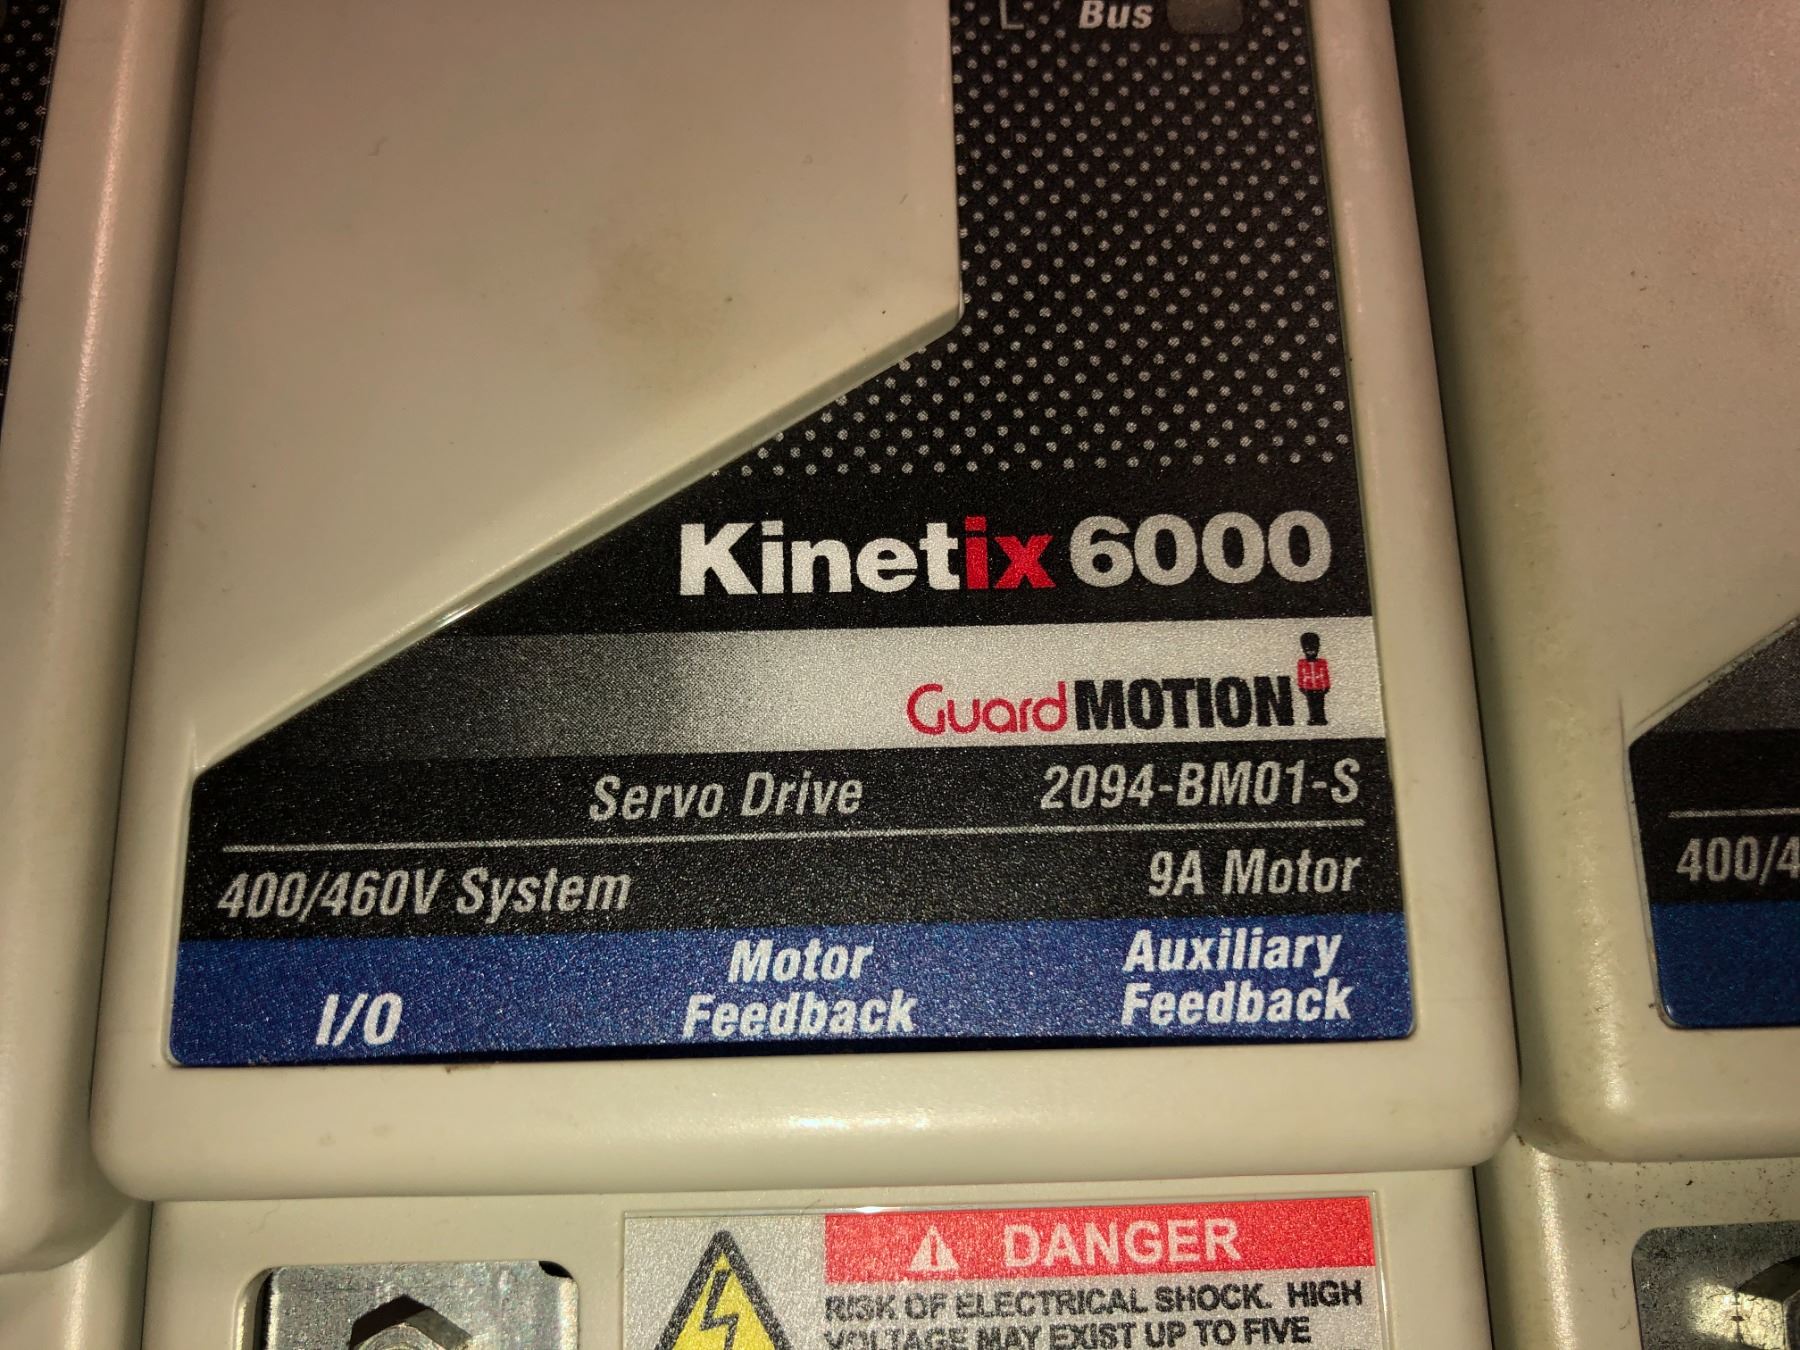 Bus
Kinetix 6000
GuardMOTION
Servo Drive 2094-BM01-S
400/460V System 9A Motor
I/O Motor Feedback Auxiliary Feedback
400/4
DANGER
RISK OF ELECTRICAL SHOCK. HIGH
VOLTAGE MAY EXIST UP TO FIVE